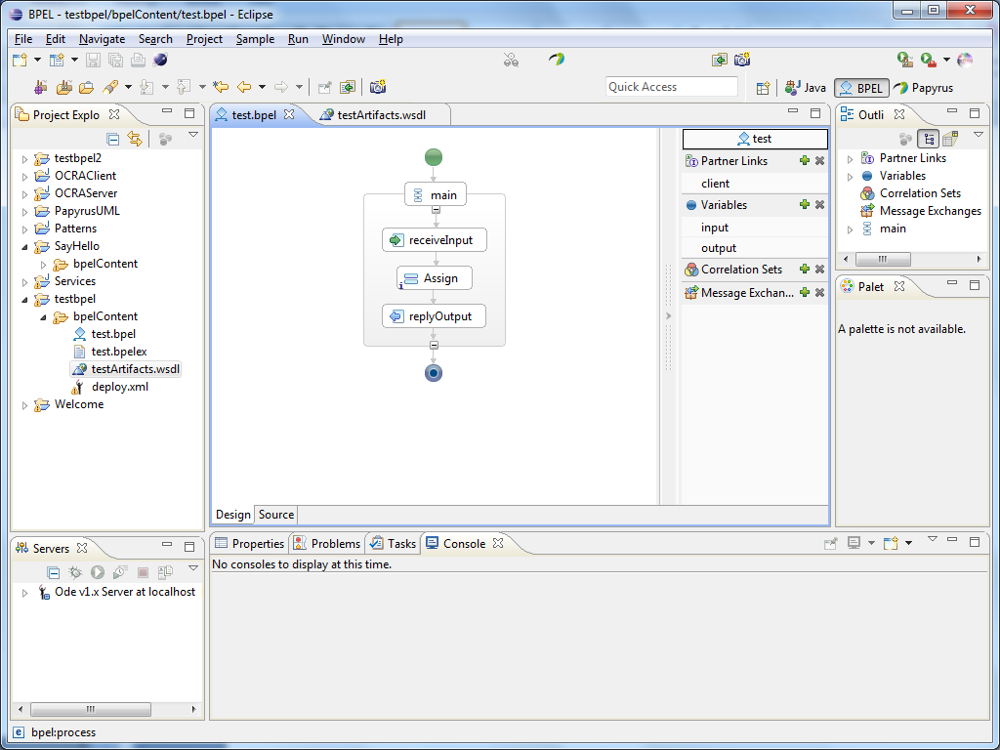 BPEL - testbpel/bpelContent/test.bpel - Eclipse
File Edit Navigate Search Project Sample Run Window Help
Quick Access
Java
BPEL
Papyrus
Project Explo
testbpel2
OCRAClient
OCRAServer
PapyrusUML
Patterns
SayHello
bpelContent
Services
testbpel
bpelContent
test.bpel
test.bpelex
testArtifacts.wsdl
deploy.xml
Welcome
test.bpel
testArtifacts.wsdl
main
receiveInput
Assign
replyOutput
test
Partner Links
client
Variables
input
output
Correlation Sets
Message Exchan...
Design
Source
Outli
Partner Links
Variables
Correlation Sets
Message Exchanges
main
Palet
A palette is not available.
Servers
Ode v1.x Server at localhost
Properties
Problems
Tasks
Console
No consoles to display at this time.
bpel:process